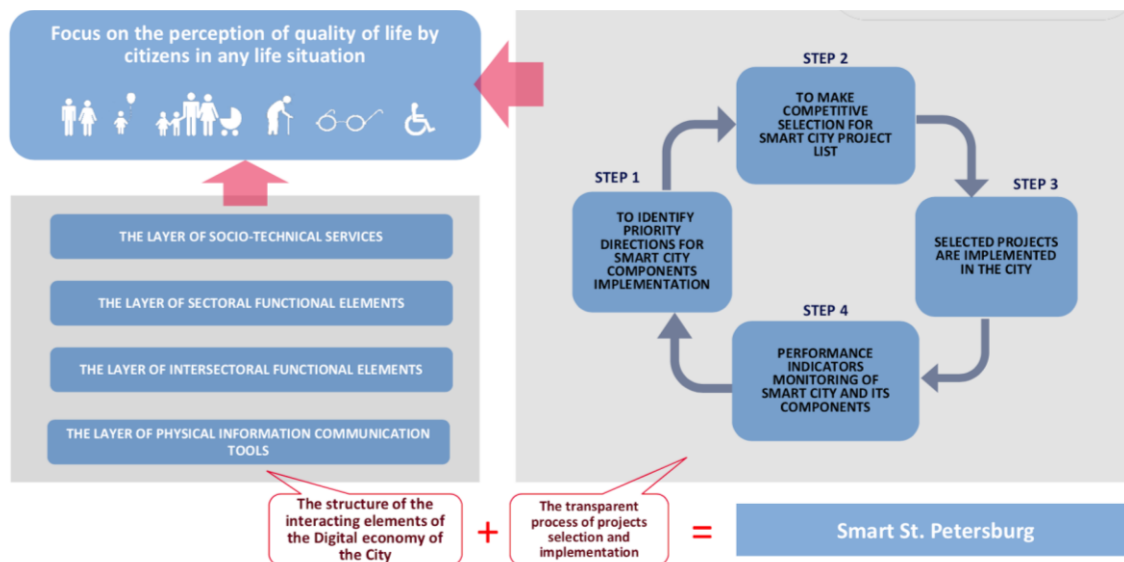 Focus on the perception of quality of life by
citizens in any life situation
THE LAYER OF SOCIO-TECHNICAL SERVICES
THE LAYER OF SECTORAL FUNCTIONAL ELEMENTS
THE LAYER OF INTERSECTORAL FUNCTIONAL ELEMENTS
THE LAYER OF PHYSICAL INFORMATION COMMUNICATION
TOOLS
STEP 1
TO IDENTIFY
PRIORITY
DIRECTIONS FOR
SMART CITY
COMPONENTS
IMPLEMENTATION
STEP 2
TO MAKE
COMPETITIVE
SELECTION FOR
SMART CITY PROJECT
LIST
STEP 3
SELECTED PROJECTS
ARE IMPLEMENTED
IN THE CITY
STEP 4
PERFORMANCE
INDICATORS
MONITORING OF
SMART CITY AND ITS
COMPONENTS
The structure of the
interacting elements of
the Digital economy of
the City
+
The transparent
process of projects
selection and
implementation
=
Smart St. Petersburg